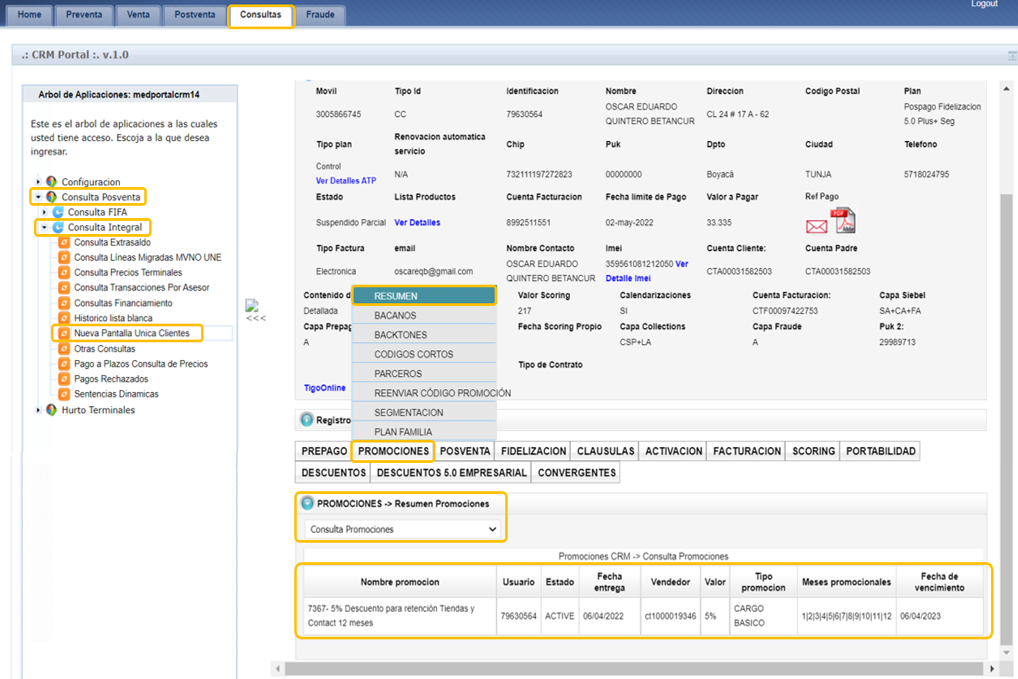 Logout
Home Preventa Venta Postventa Consultas Fraude
.: CRM Portal :. v.1.0
Arbol de Aplicaciones: medportalcrm14
Este es el arbol de aplicaciones a las cuales
usted tiene acceso. Escoja a la que desea
ingresar.
Configuracion
Consulta Posventa
Consulta FIFA
Consulta Integral
Consulta Extrasaldo
Consulta Líneas Migradas MVNO UNE
Consulta Precios Terminales
Consulta Transacciones Por Asesor
Consultas Financiamiento
Historico lista blanca
Nueva Pantalla Unica Clientes
Otras Consultas
Pago a Plazos Consulta de Precios
Pagos Rechazados
Sentencias Dinamicas
Hurto Terminales
<<<
Movil Tipo Id Identificacion Nombre Direccion Codigo Postal Plan
3005866745 CC 79630564 OSCAR EDUARDO QUINTERO BETANCUR CL 24 # 17 A - 62 Pospago Fidelizacion 5.0 Plus+ Seg
Tipo plan Renovacion automatica servicio Chip Puk Dpto Ciudad Telefono
Control N/A 732111197272823 00000000 Boyacá TUNJA 5718024795
Ver Detalles ATP
Estado Lista Productos Cuenta Facturacion Fecha limite de Pago Valor a Pagar Ref Pago
Suspendido Parcial Ver Detalles 8992511551 02-may-2022 33.335 PDF
Tipo Factura email Nombre Contacto Imei Cuenta Cliente: Cuenta Padre
Electronica oscareqb@gmail.com OSCAR EDUARDO QUINTERO BETANCUR 359561081212050 Ver Detalle Imei CTA00031582503 CTA00031582503
Contenido d Valor Scoring Calendarizaciones Cuenta Facturacion: Capa Siebel
Detallada 217 SI CTF00097422753 SA+CA+FA
Capa Prepag Fecha Scoring Propio Capa Collections Capa Fraude Puk 2:
A CSP+LA A 29989713
Tipo de Contrato
TigoOnline
RESUMEN
BACANOS
BACKTONES
CODIGOS CORTOS
PARCEROS
REENVIAR CÓDIGO PROMOCIÓN
SEGMENTACION
PLAN FAMILIA
Registro
PREPAGO PROMOCIONES POSVENTA FIDELIZACION CLAUSULAS ACTIVACION FACTURACION SCORING PORTABILIDAD
DESCUENTOS DESCUENTOS 5.0 EMPRESARIAL CONVERGENTES
PROMOCIONES -> Resumen Promociones
Consulta Promociones
Promociones CRM -> Consulta Promociones
Nombre promocion Usuario Estado Fecha entrega Vendedor Valor Tipo promocion Meses promocionales Fecha de vencimiento
7367- 5% Descuento para retención Tiendas y Contact 12 meses 79630564 ACTIVE 06/04/2022 ct1000019346 5% CARGO BASICO 1|2|3|4|5|6|7|8|9|10|11|12 06/04/2023